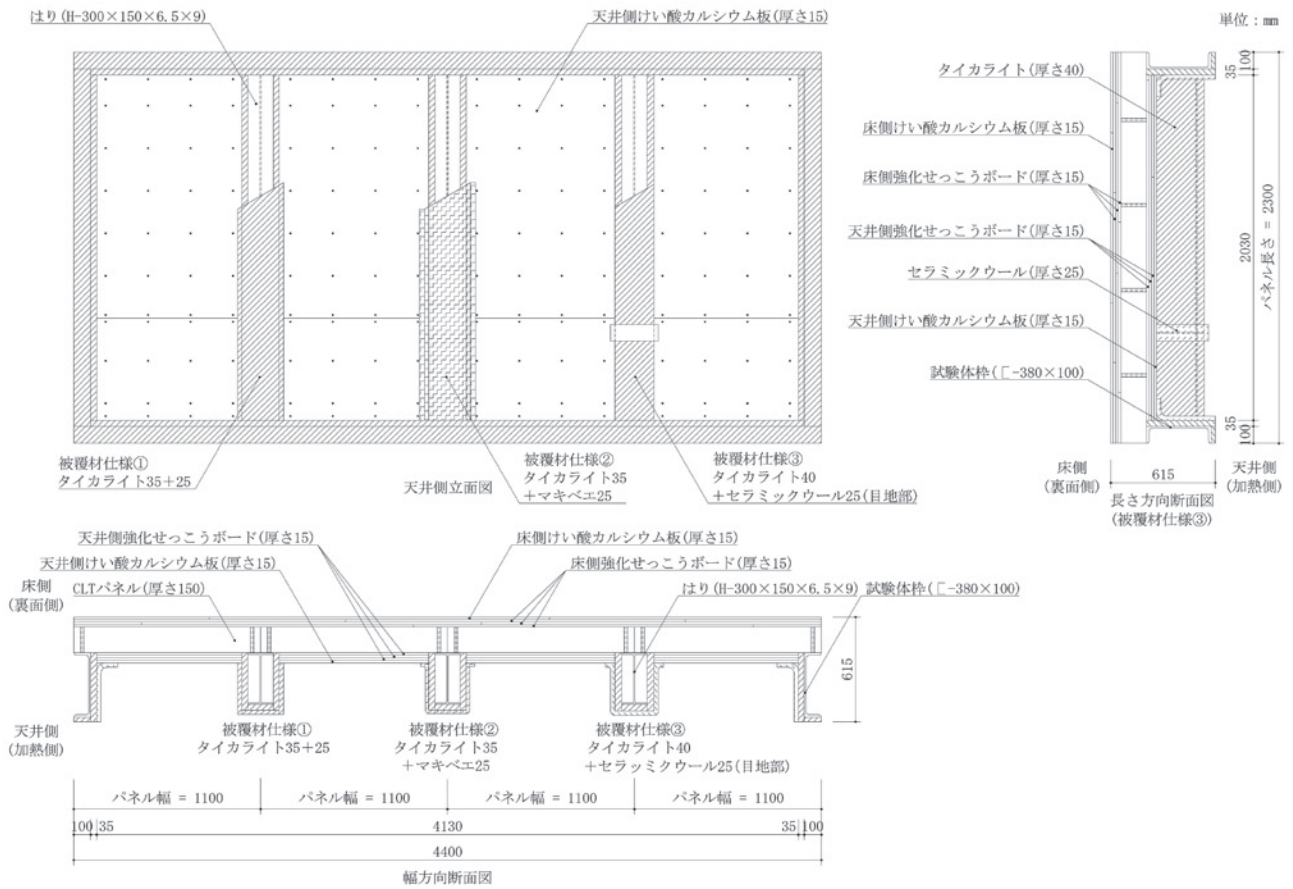 はり(H-300×150×6.5×9)
天井側けい酸カルシウム板(厚さ15)
被覆材仕様①
タイカライト35＋25
天井側立面図
被覆材仕様②
タイカライト35
＋マキベエ25
被覆材仕様③
タイカライト40
＋セラミックウール25(目地部)
単位：mm
タイカライト(厚さ40)
床側けい酸カルシウム板(厚さ15)
床側強化せっこうボード(厚さ15)
天井側強化せっこうボード(厚さ15)
セラミックウール(厚さ25)
天井側けい酸カルシウム板(厚さ15)
試験体枠([-380×100)
100
35
2030
パネル長さ = 2300
35
100
床側
(裏面側)
615
天井側
(加熱側)
長さ方向断面図
(被覆材仕様③)
天井側強化せっこうボード(厚さ15)
天井側けい酸カルシウム板(厚さ15)
床側
(裏面側)
CLTパネル(厚さ150)
床側けい酸カルシウム板(厚さ15)
床側強化せっこうボード(厚さ15)
はり(H-300×150×6.5×9)
試験体枠([-380×100)
615
天井側
(加熱側)
被覆材仕様①
タイカライト35＋25
被覆材仕様②
タイカライト35
＋マキベエ25
被覆材仕様③
タイカライト40
＋セラッミクウール25(目地部)
パネル幅 = 1100
パネル幅 = 1100
パネル幅 = 1100
パネル幅 = 1100
100
35
4130
35
100
4400
幅方向断面図